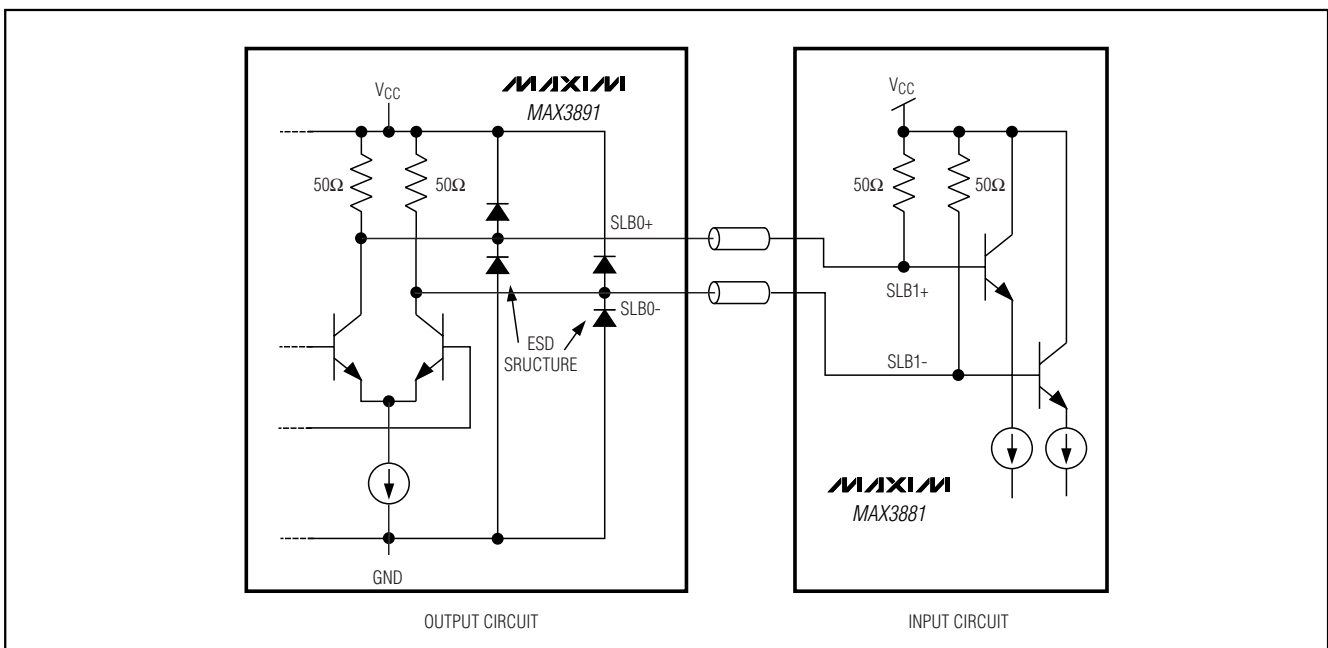 MAXIM
MAX3891
VCC
50Ω
50Ω
SLB0+
SLB0-
ESD
SRUCTURE
GND
OUTPUT CIRCUIT
VCC
50Ω
50Ω
SLB1+
SLB1-
MAXIM
MAX3881
INPUT CIRCUIT